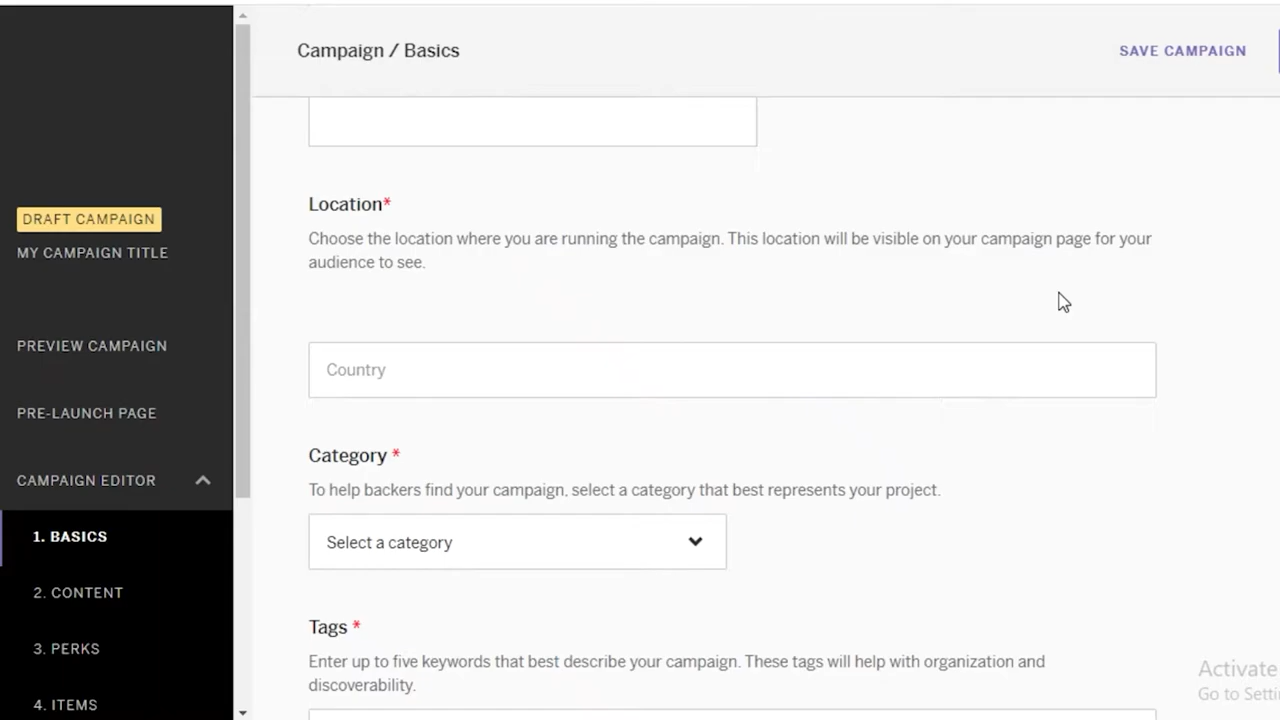 Campaign / Basics
SAVE CAMPAIGN
DRAFT CAMPAIGN
MY CAMPAIGN TITLE
PREVIEW CAMPAIGN
PRE-LAUNCH PAGE
CAMPAIGN EDITOR
1. BASICS
2. CONTENT
3. PERKS
4. ITEMS
Location*
Choose the location where you are running the campaign. This location will be visible on your campaign page for your
audience to see.
Country
Category *
To help backers find your campaign, select a category that best represents your project.
Select a category
Tags *
Enter up to five keywords that best describe your campaign. These tags will help with organization and
discoverability.
Activate
Go to Setti